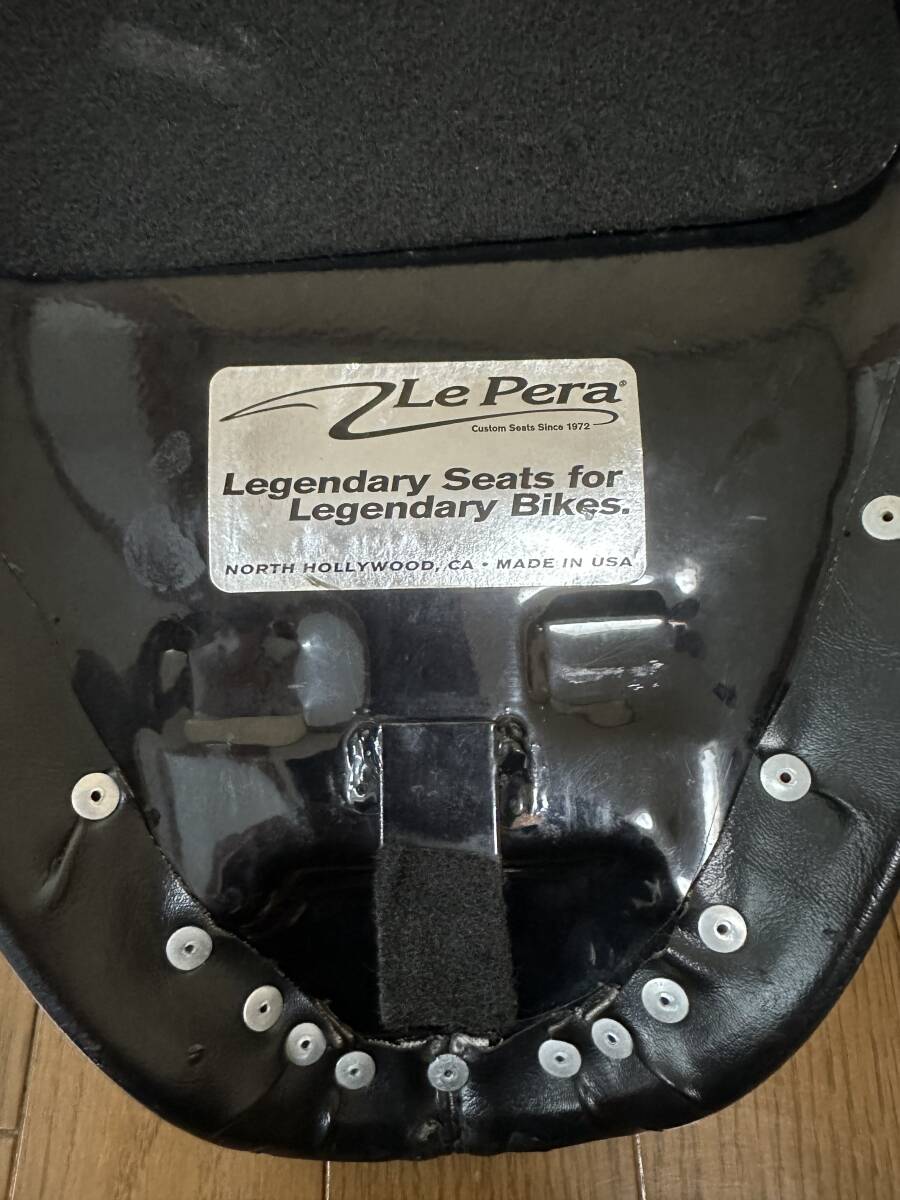 Le Pera®
Custom Seats Since 1972
Legendary Seats for
Legendary Bikes.
NORTH HOLLYWOOD, CA • MADE IN USA